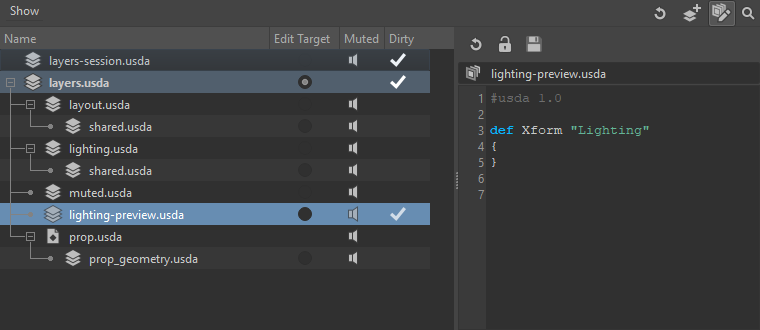 Show
Name Edit Target Muted Dirty
layers-session.usda
layers.usda
layout.usda
shared.usda
lighting.usda
shared.usda
muted.usda
lighting-preview.usda
prop.usda
prop_geometry.usda
lighting-preview.usda
1 #usda 1.0
2
3 def Xform "Lighting"
4 {
5 }
6
7